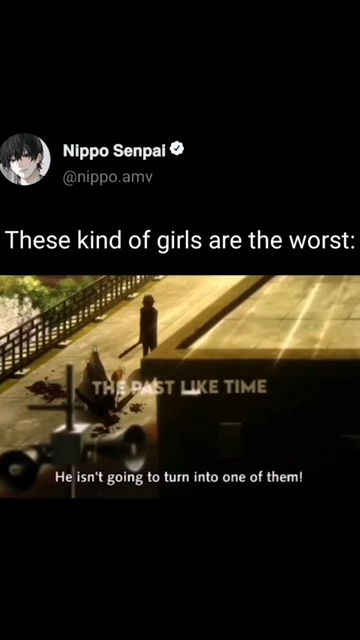 Nippo Senpai
@nippo.amv
These kind of girls are the worst:
THE PAST LIKE TIME
He isn't going to turn into one of them!